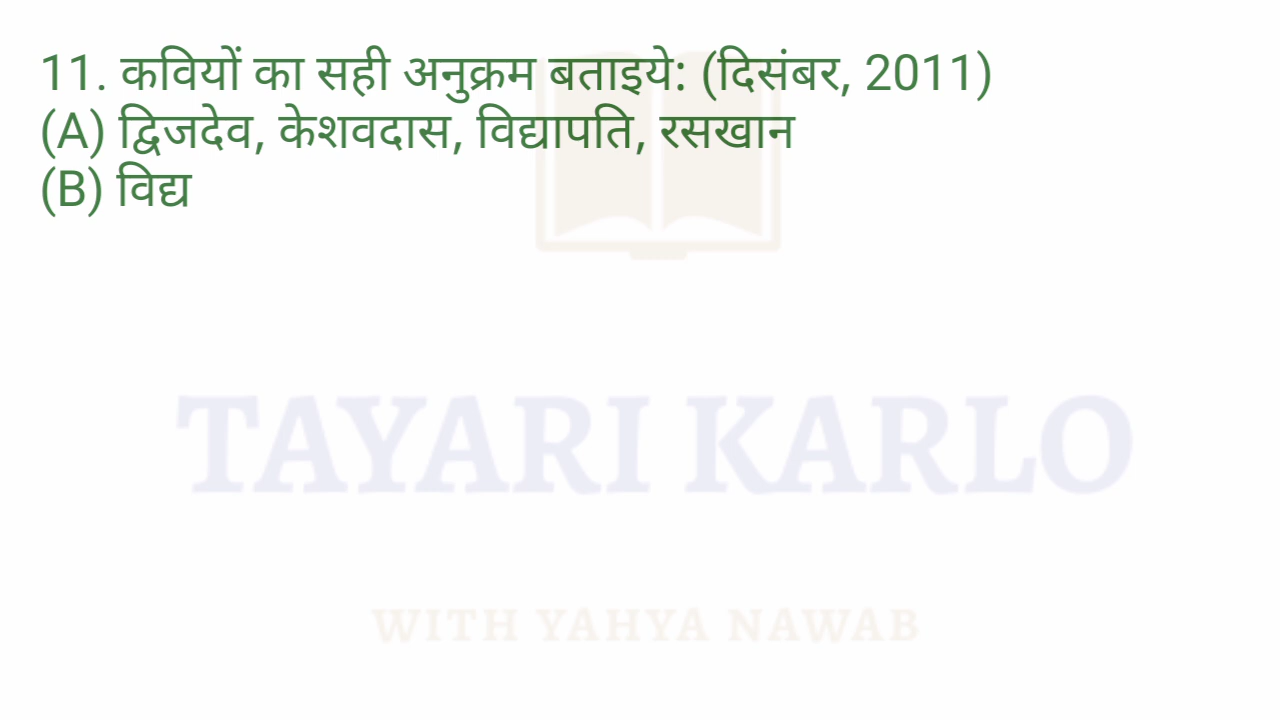 11. कवियों का सही अनुक्रम बताइये: (दिसंबर, 2011)
(A) द्विजदेव, केशवदास, विद्यापति, रसखान
(B) विद्य
TAYARI KARLO
WITH YAHYA NAWAB